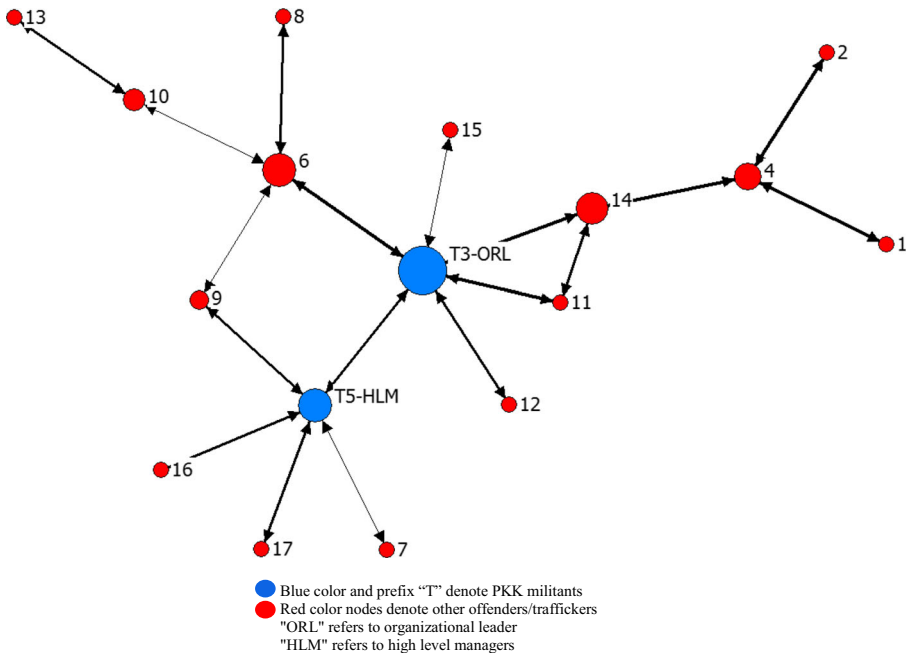 13
8
2
10
15
6
4
14
T3-ORL
1
9
11
T5-HLM
12
16
17
7
Blue color and prefix “T” denote PKK militants
Red color nodes denote other offenders/traffickers
"ORL" refers to organizational leader
"HLM" refers to high level managers